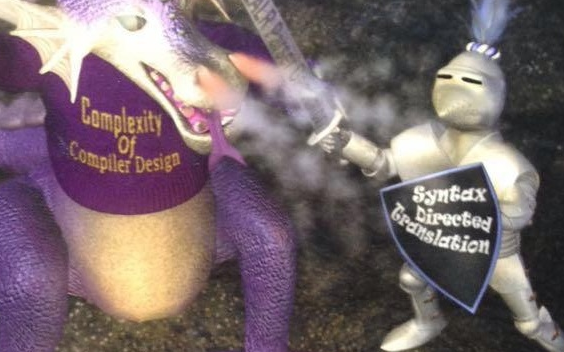 Complexity
Of
Compiler Design
Syntax
Directed
Translation